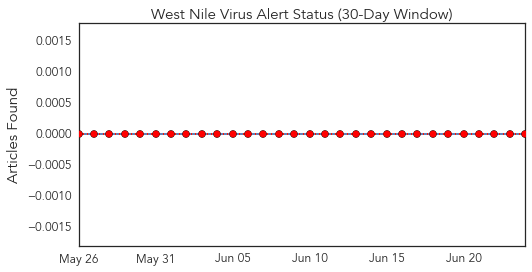 West Nile Virus Alert Status (30-Day Window)
Articles Found
0.0015
0.0010
0.0005
0.0000
−0.0005
−0.0010
−0.0015
May 26
May 31
Jun 05
Jun 10
Jun 15
Jun 20